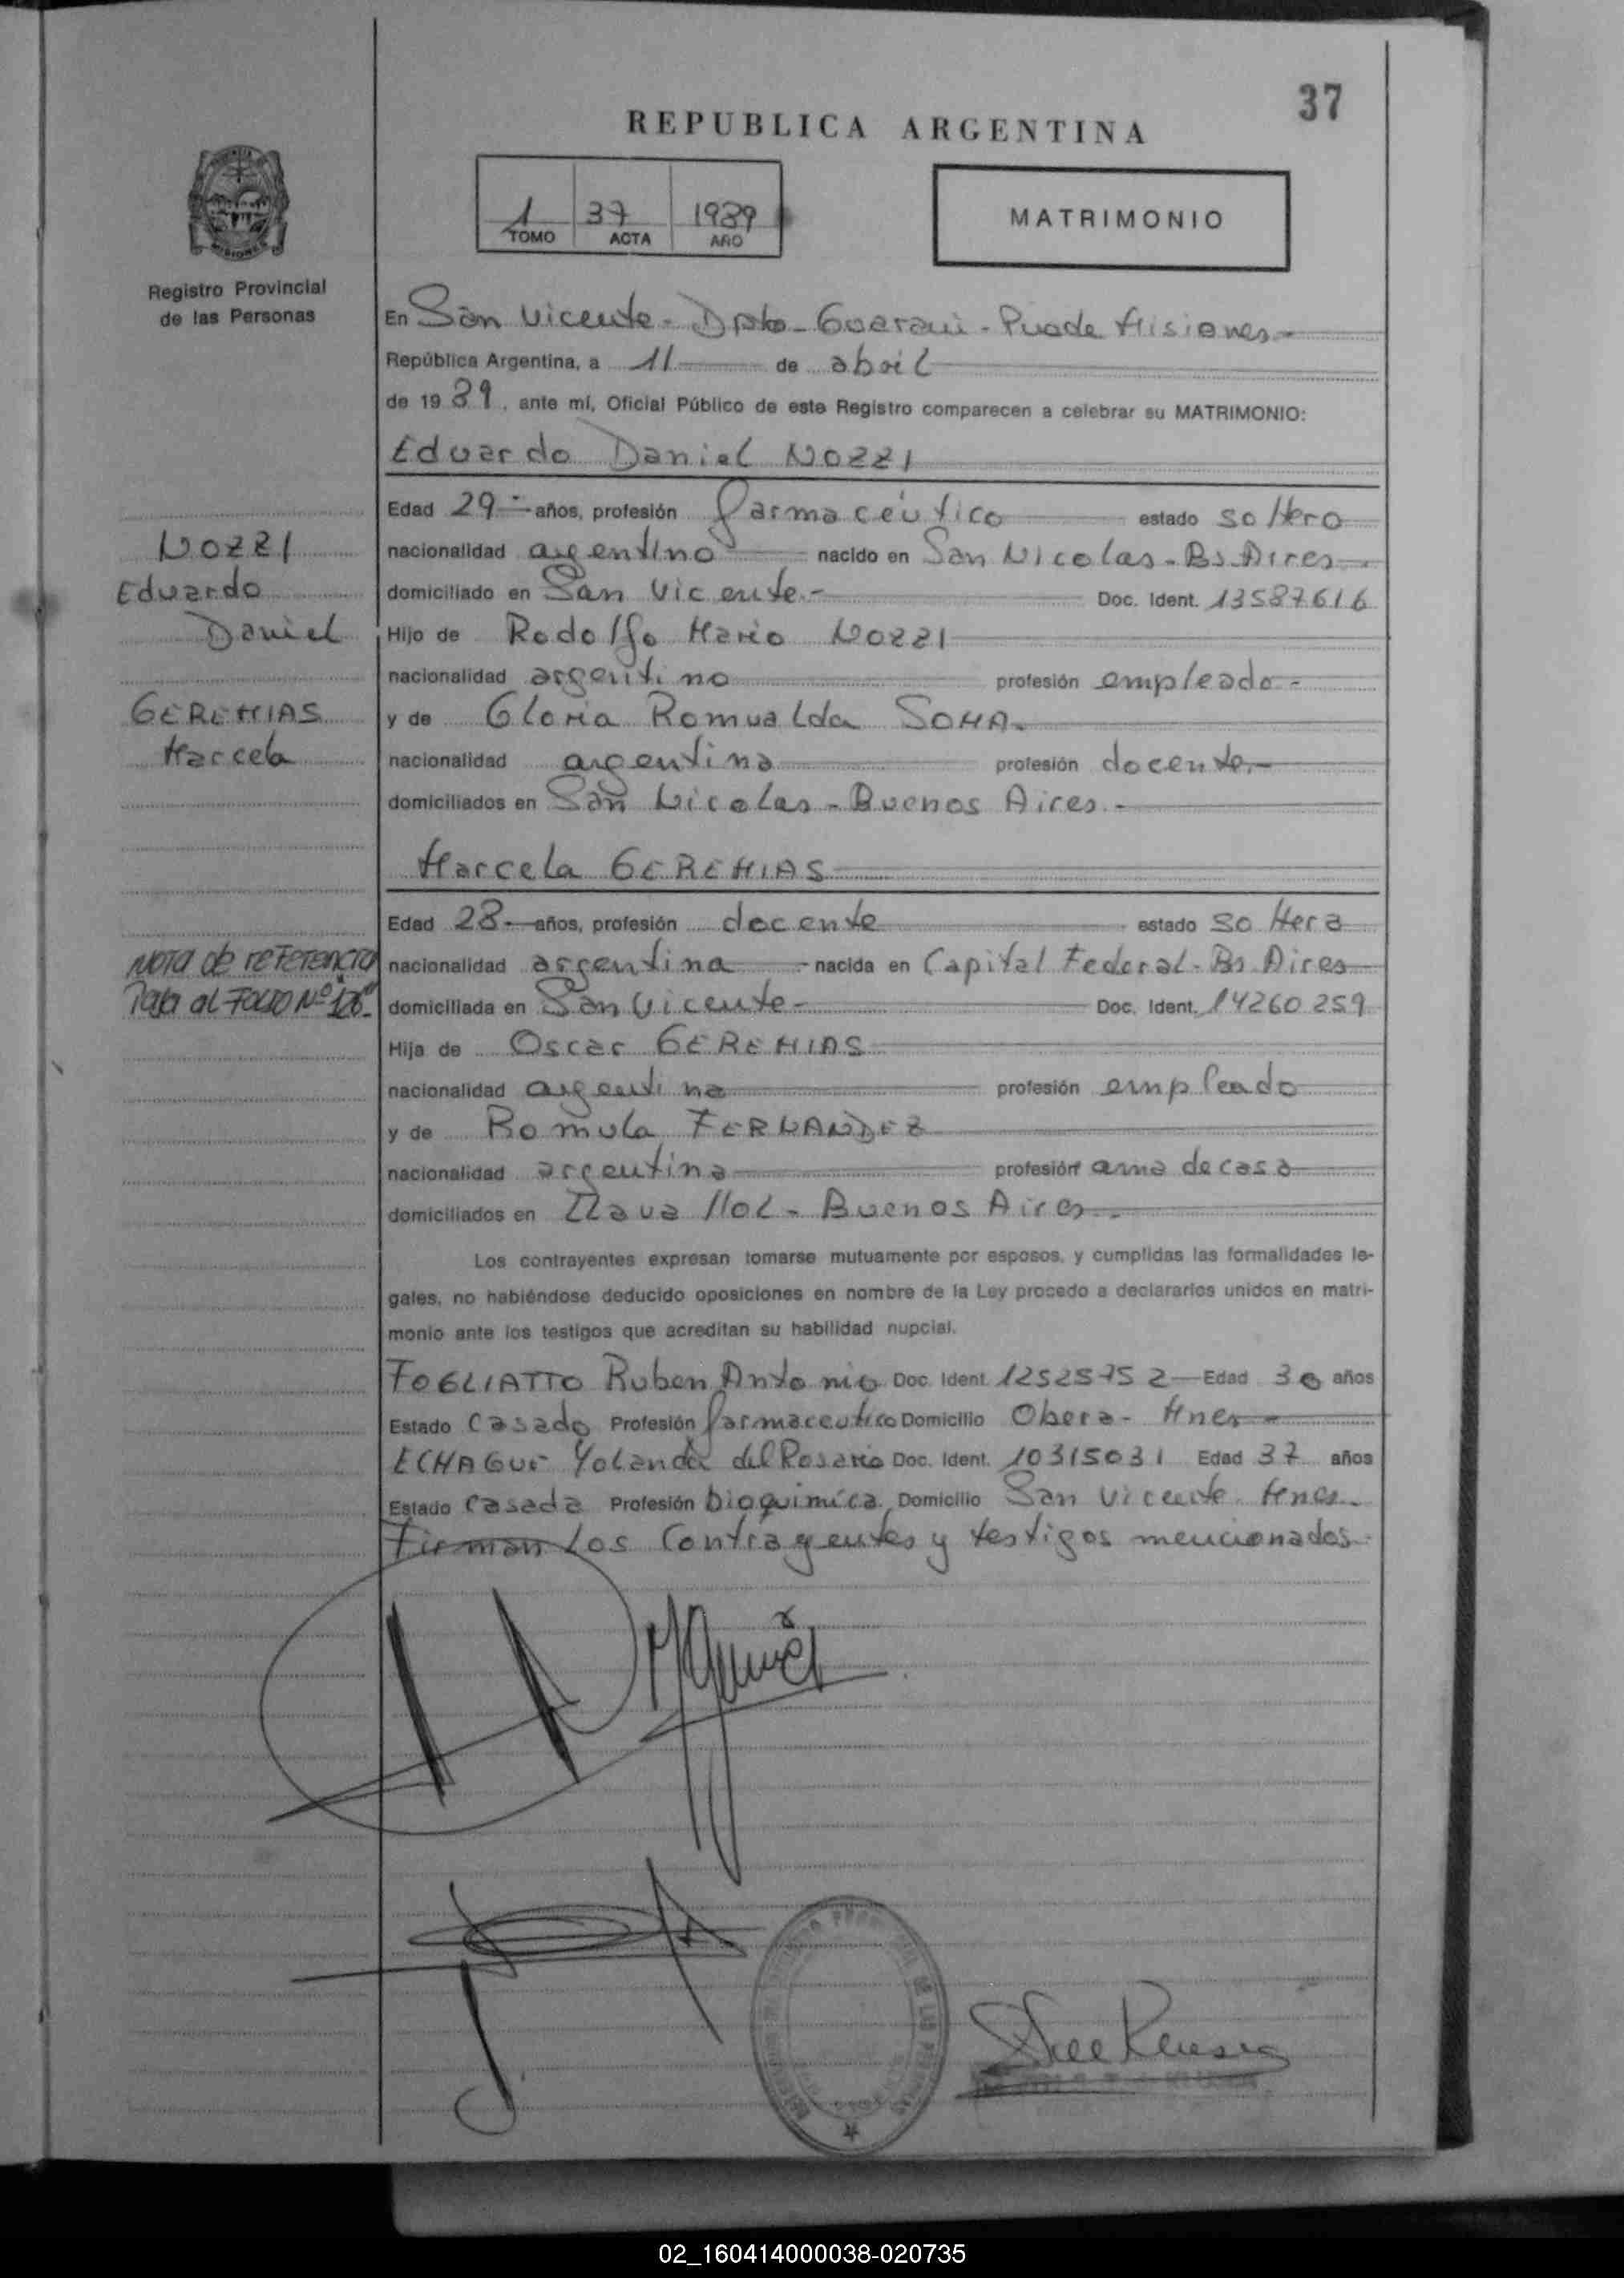 37
REPUBLICA ARGENTINA
1 37 1989
TOMO ACTA AÑO
MATRIMONIO
Registro Provincial
de las Personas
En San Vicente - Dpto - Guarani - Pva de Misiones -
República Argentina, a 11 de abril
de 1989, ante mí, Oficial Público de este Registro comparecen a celebrar su MATRIMONIO:
Eduardo Daniel NOZZI
Edad 29 - años, profesión farmacéutico estado soltero
NOZZI
nacionalidad argentino nacido en San Nicolas - Bs Aires -
Eduardo
domiciliado en San Vicente - Doc. Ident. 13587616
Daniel
Hijo de Rodolfo Mario NOZZI
nacionalidad argentino profesión empleado -
GEREMIAS
y de Gloria Romualda SOMA.
Marcela
nacionalidad argentina profesión docente. -
domiciliados en San Nicolas - Buenos Aires. -
Marcela GEREMIAS
Edad 28 - años, profesión docente estado soltera
Nota de referencia
nacionalidad argentina - nacida en Capital Federal - Bs Aires
Pasa al Folio Nº 126 -
domiciliada en San Vicente - Doc. Ident. 14260259
Hija de Oscar GEREMIAS
nacionalidad argentina profesión empleado
y de Romula FERNANDEZ
nacionalidad argentina profesión ama de casa
domiciliados en Llavallol - Buenos Aires -
Los contrayentes expresan tomarse mutuamente por esposos, y cumplidas las formalidades le-
gales, no habiéndose deducido oposiciones en nombre de la Ley procedo a declararlos unidos en matri-
monio ante los testigos que acreditan su habilidad nupcial.
FOGLIATTO Ruben Antonio Doc. Ident. 12525752 Edad 30 años
Estado Casado Profesión farmaceutico Domicilio Obera - Mnes -
ECHAGUE Yolanda del Rosario Doc. Ident. 10315031 Edad 37 años
Estado Casada Profesión bioquimica Domicilio San Vicente Mnes.
Firman los Contrayentes y testigos mencionados -
02_160414000038-020735